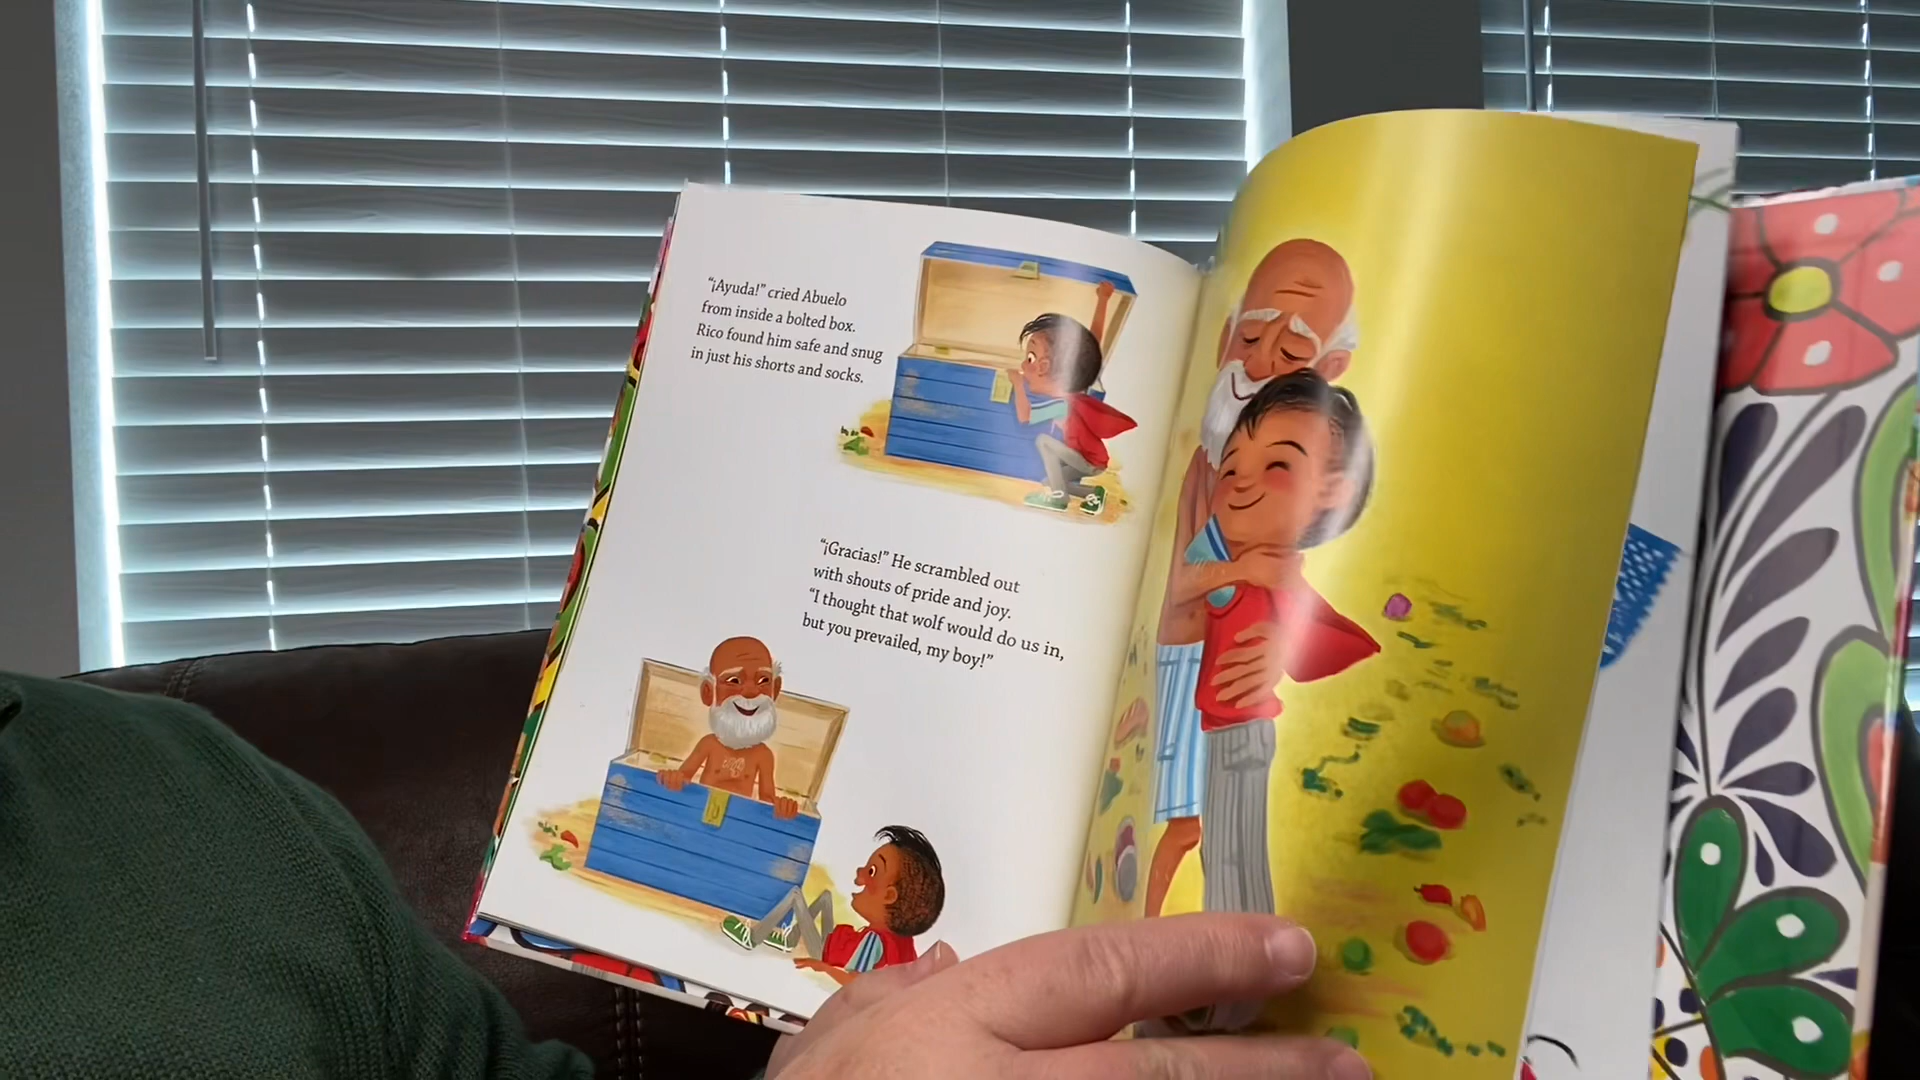 “¡Ayuda!” cried Abuelo
from inside a bolted box.
Rico found him safe and snug
in just his shorts and socks.
“¡Gracias!” He scrambled out
with shouts of pride and joy.
“I thought that wolf would do us in,
but you prevailed, my boy!”